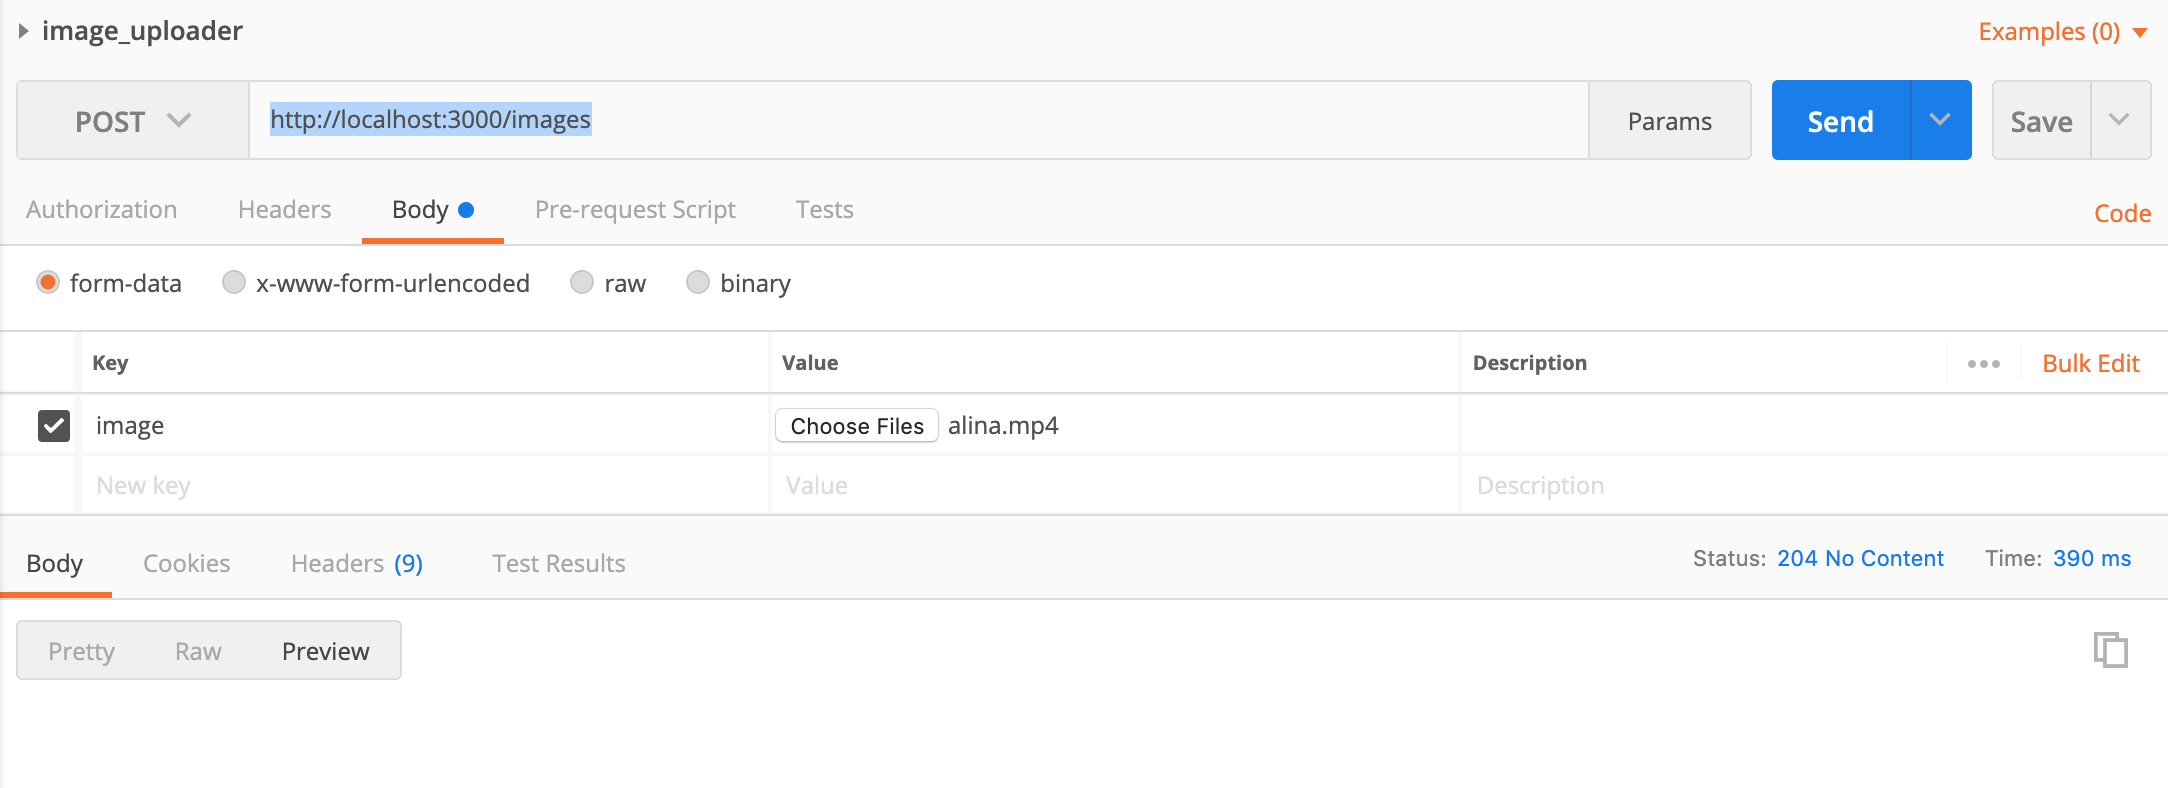 image_uploader
Examples (0)
POST http://localhost:3000/images Params Send Save
Authorization Headers Body Pre-request Script Tests Code
form-data x-www-form-urlencoded raw binary
Key Value Description Bulk Edit
image Choose Files alina.mp4
New key Value Description
Body Cookies Headers (9) Test Results Status: 204 No Content Time: 390 ms
Pretty Raw Preview